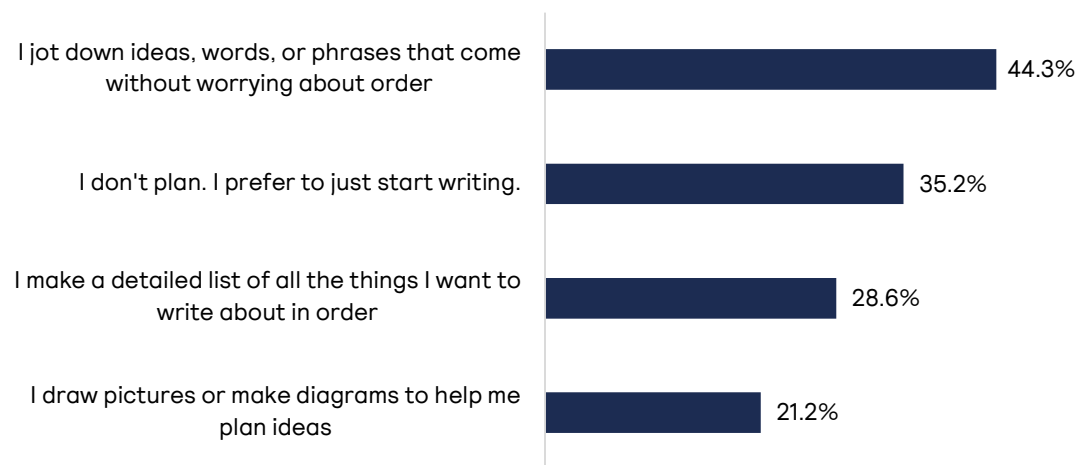 I jot down ideas, words, or phrases that come
without worrying about order
44.3%
I don't plan. I prefer to just start writing.
35.2%
I make a detailed list of all the things I want to
write about in order
28.6%
I draw pictures or make diagrams to help me
plan ideas
21.2%